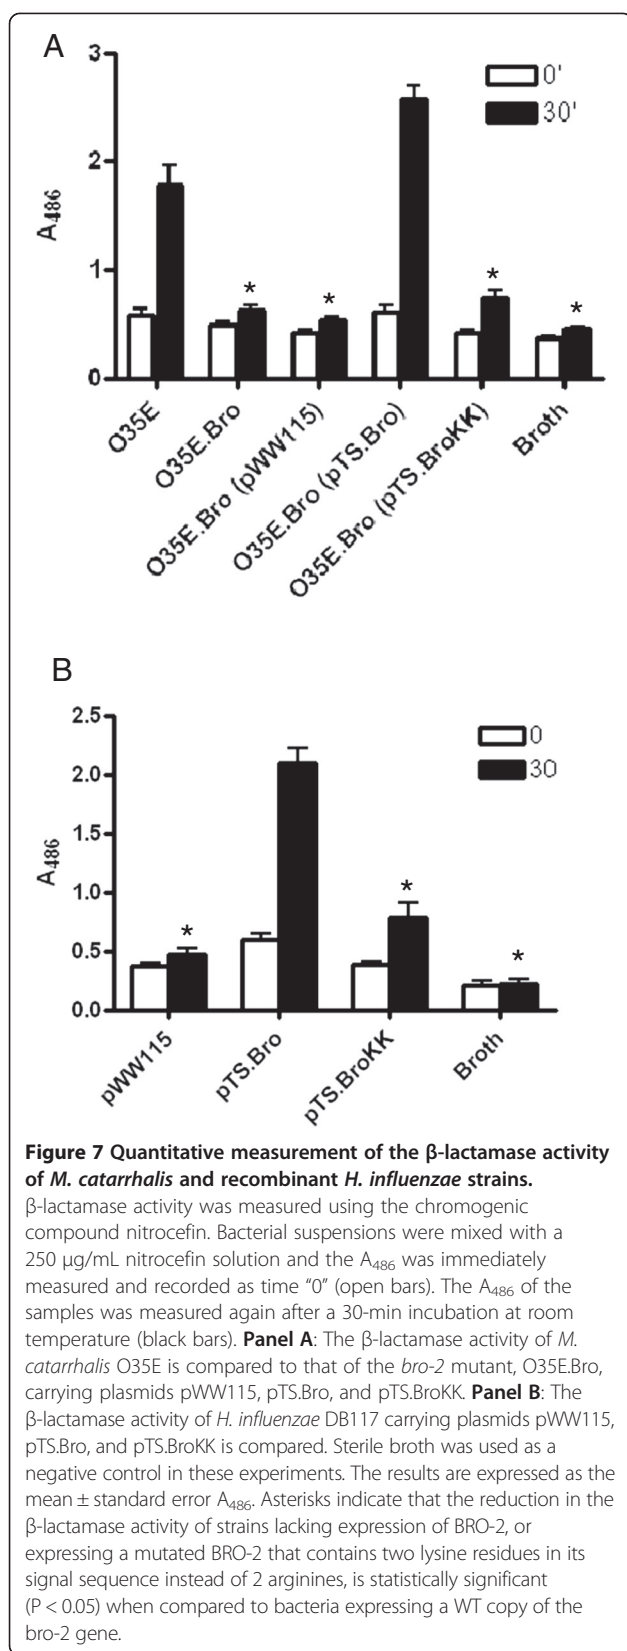 A
3
2
1
0
A486
0'
30'
*
*
*
*
O35E
O35E.Bro
O35E.Bro (pWW115)
O35E.Bro (pTS.Bro)
O35E.Bro (pTS.BroKK)
Broth
B
2.5
2.0
1.5
1.0
0.5
0.0
A486
0
30
*
*
*
pWW115
pTS.Bro
pTS.BroKK
Broth
Figure 7 Quantitative measurement of the β-lactamase activity
of M. catarrhalis and recombinant H. influenzae strains.
β-lactamase activity was measured using the chromogenic
compound nitrocefin. Bacterial suspensions were mixed with a
250 μg/mL nitrocefin solution and the A486 was immediately
measured and recorded as time “0” (open bars). The A486 of the
samples was measured again after a 30-min incubation at room
temperature (black bars). Panel A: The β-lactamase activity of M.
catarrhalis O35E is compared to that of the bro-2 mutant, O35E.Bro,
carrying plasmids pWW115, pTS.Bro, and pTS.BroKK. Panel B: The
β-lactamase activity of H. influenzae DB117 carrying plasmids pWW115,
pTS.Bro, and pTS.BroKK is compared. Sterile broth was used as a
negative control in these experiments. The results are expressed as the
mean ± standard error A486. Asterisks indicate that the reduction in the
β-lactamase activity of strains lacking expression of BRO-2, or
expressing a mutated BRO-2 that contains two lysine residues in its
signal sequence instead of 2 arginines, is statistically significant
(P < 0.05) when compared to bacteria expressing a WT copy of the
bro-2 gene.